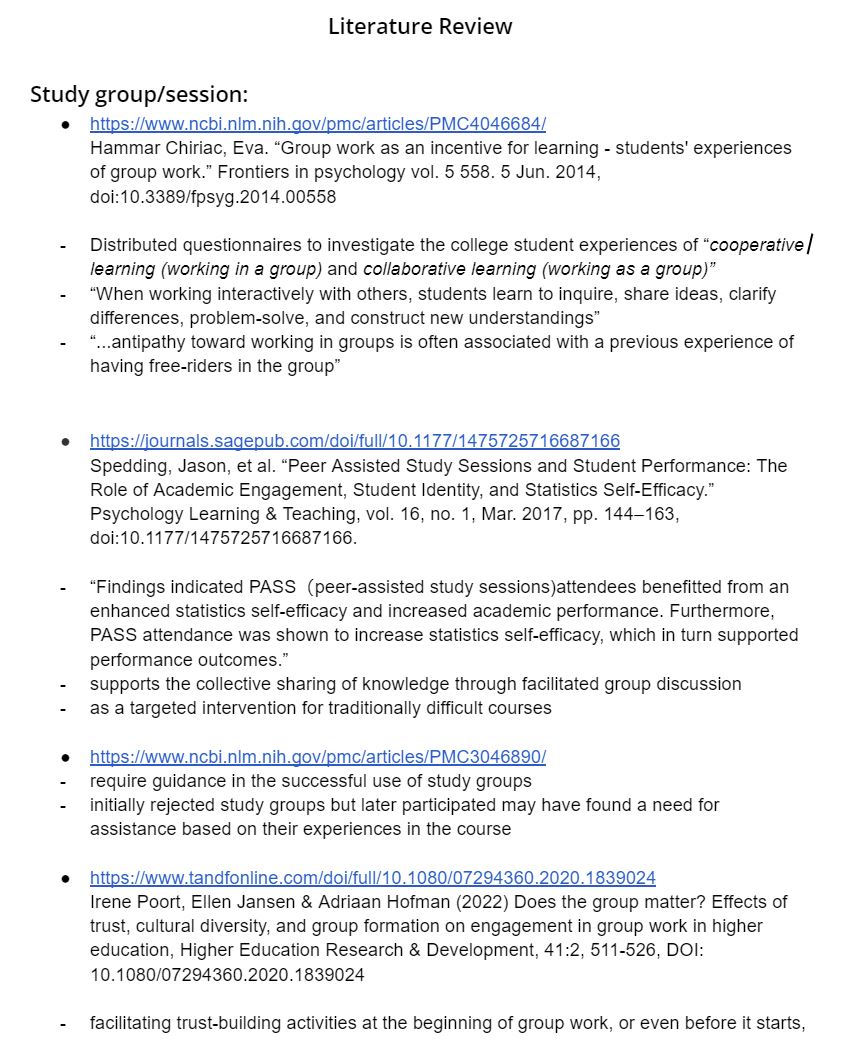 Literature Review
Study group/session:
● https://www.ncbi.nlm.nih.gov/pmc/articles/PMC4046684/
Hammar Chiriac, Eva. “Group work as an incentive for learning - students' experiences
of group work.” Frontiers in psychology vol. 5 558. 5 Jun. 2014,
doi:10.3389/fpsyg.2014.00558
- Distributed questionnaires to investigate the college student experiences of “cooperative
learning (working in a group) and collaborative learning (working as a group)”
- “When working interactively with others, students learn to inquire, share ideas, clarify
differences, problem-solve, and construct new understandings”
- “...antipathy toward working in groups is often associated with a previous experience of
having free-riders in the group”
● https://journals.sagepub.com/doi/full/10.1177/1475725716687166
Spedding, Jason, et al. “Peer Assisted Study Sessions and Student Performance: The
Role of Academic Engagement, Student Identity, and Statistics Self-Efficacy.”
Psychology Learning & Teaching, vol. 16, no. 1, Mar. 2017, pp. 144–163,
doi:10.1177/1475725716687166.
- “Findings indicated PASS（peer-assisted study sessions)attendees benefitted from an
enhanced statistics self-efficacy and increased academic performance. Furthermore,
PASS attendance was shown to increase statistics self-efficacy, which in turn supported
performance outcomes.”
- supports the collective sharing of knowledge through facilitated group discussion
- as a targeted intervention for traditionally difficult courses
● https://www.ncbi.nlm.nih.gov/pmc/articles/PMC3046890/
- require guidance in the successful use of study groups
- initially rejected study groups but later participated may have found a need for
assistance based on their experiences in the course
● https://www.tandfonline.com/doi/full/10.1080/07294360.2020.1839024
Irene Poort, Ellen Jansen & Adriaan Hofman (2022) Does the group matter? Effects of
trust, cultural diversity, and group formation on engagement in group work in higher
education, Higher Education Research & Development, 41:2, 511-526, DOI:
10.1080/07294360.2020.1839024
- facilitating trust-building activities at the beginning of group work, or even before it starts,